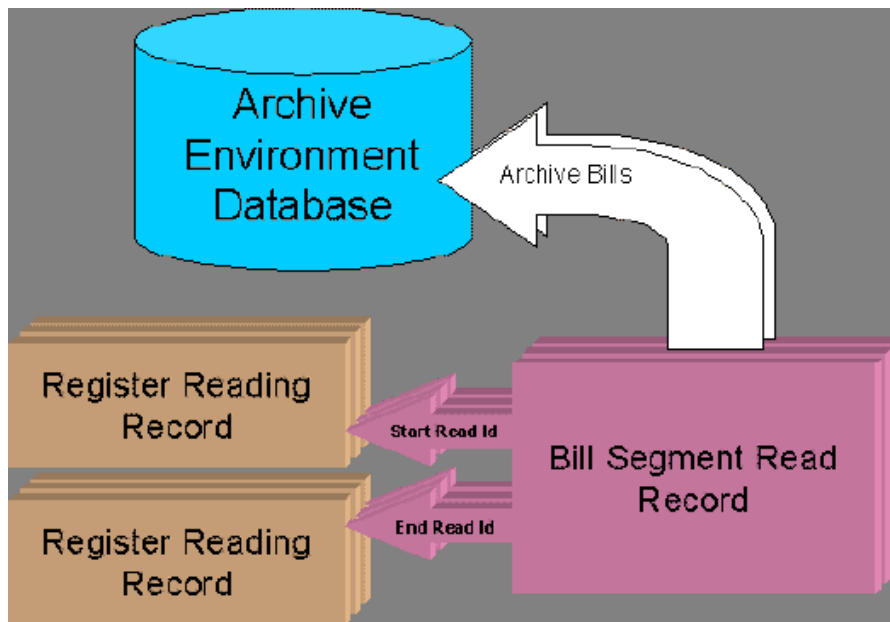 Archive
Environment
Database
Archive Bills
Register Reading
Record
Start Read Id
Bill Segment Read
Record
End Read Id
Register Reading
Record